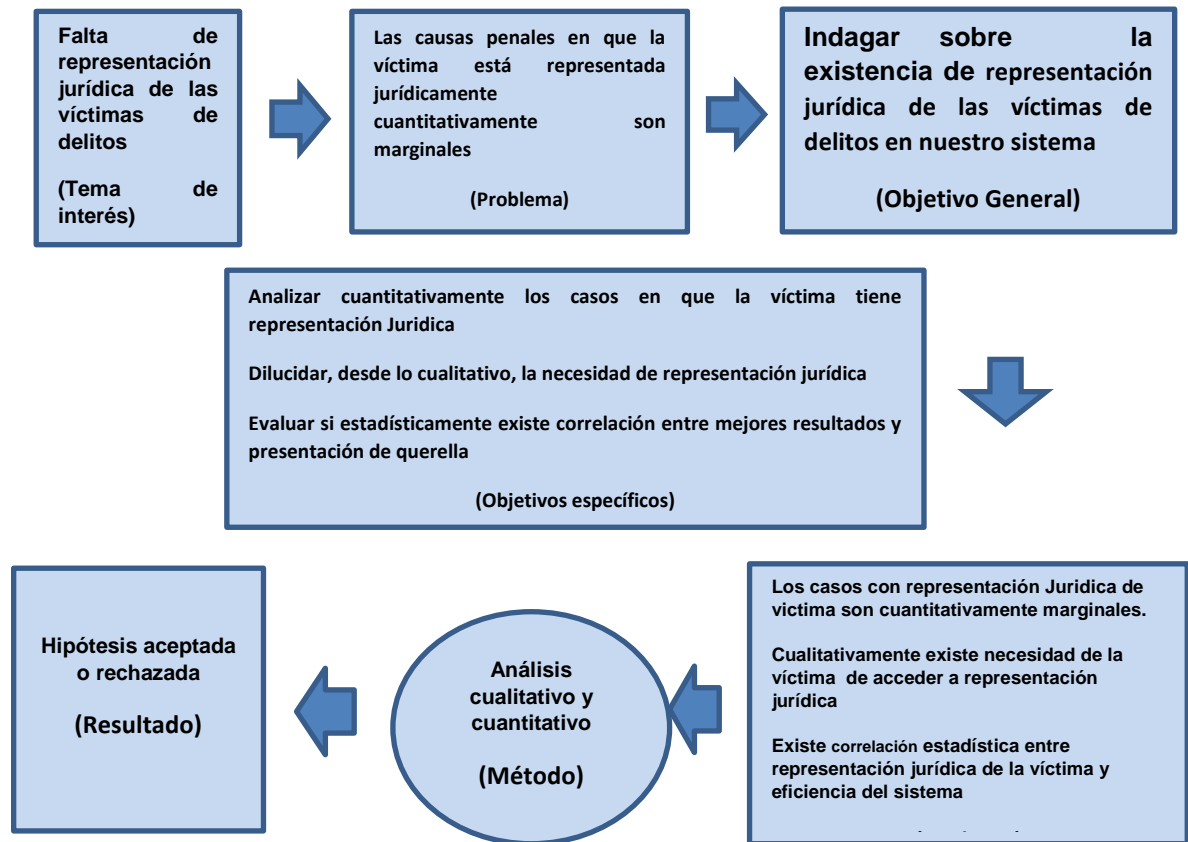 Falta de
representación
jurídica de las
víctimas de
delitos
(Tema de
interés)
Las causas penales en que la
víctima está representada
jurídicamente
cuantitativamente son
marginales
(Problema)
Indagar sobre la
existencia de representación
jurídica de las víctimas de
delitos en nuestro sistema
(Objetivo General)
Analizar cuantitativamente los casos en que la víctima tiene
representación Juridica
Dilucidar, desde lo cualitativo, la necesidad de representación jurídica
Evaluar si estadísticamente existe correlación entre mejores resultados y
presentación de querella
(Objetivos específicos)
Los casos con representación Juridica de
victima son cuantitativamente marginales.
Cualitativamente existe necesidad de la
víctima de acceder a representación
jurídica
Existe correlación estadística entre
representación jurídica de la víctima y
eficiencia del sistema
Análisis
cualitativo y
cuantitativo
(Método)
Hipótesis aceptada
o rechazada
(Resultado)